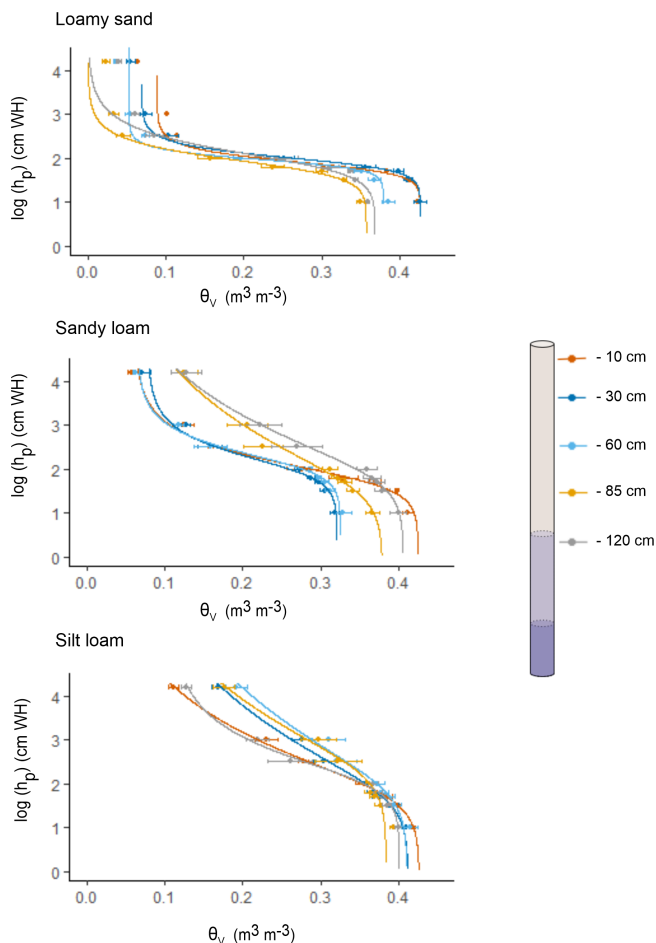 Loamy sand
log (hp) (cm WH)
4
3
2
1
0
0.0 0.1 0.2 0.3 0.4
θv (m3 m-3)
Sandy loam
log (hp) (cm WH)
4
3
2
1
0
0.0 0.1 0.2 0.3 0.4
θv (m3 m-3)
- 10 cm
- 30 cm
- 60 cm
- 85 cm
- 120 cm
Silt loam
log (hp) (cm WH)
4
3
2
1
0
0.0 0.1 0.2 0.3 0.4
θv (m3 m-3)